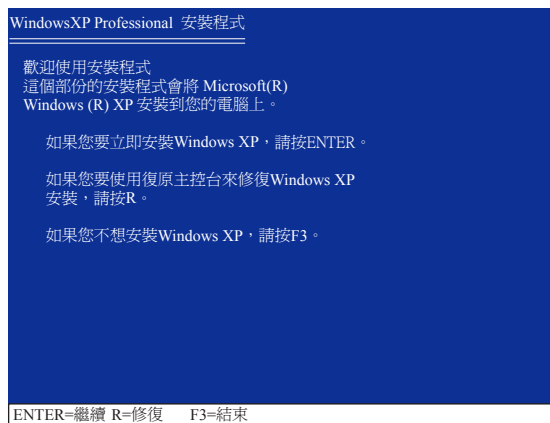 WindowsXP Professional 安裝程式
歡迎使用安裝程式
這個部份的安裝程式會將 Microsoft(R)
Windows (R) XP 安裝到您的電腦上。
如果您要立即安裝Windows XP，請按ENTER。
如果您要使用復原主控台來修復Windows XP
安裝，請按R。
如果您不想安裝Windows XP，請按F3。
ENTER=繼續 R=修復 F3=結束